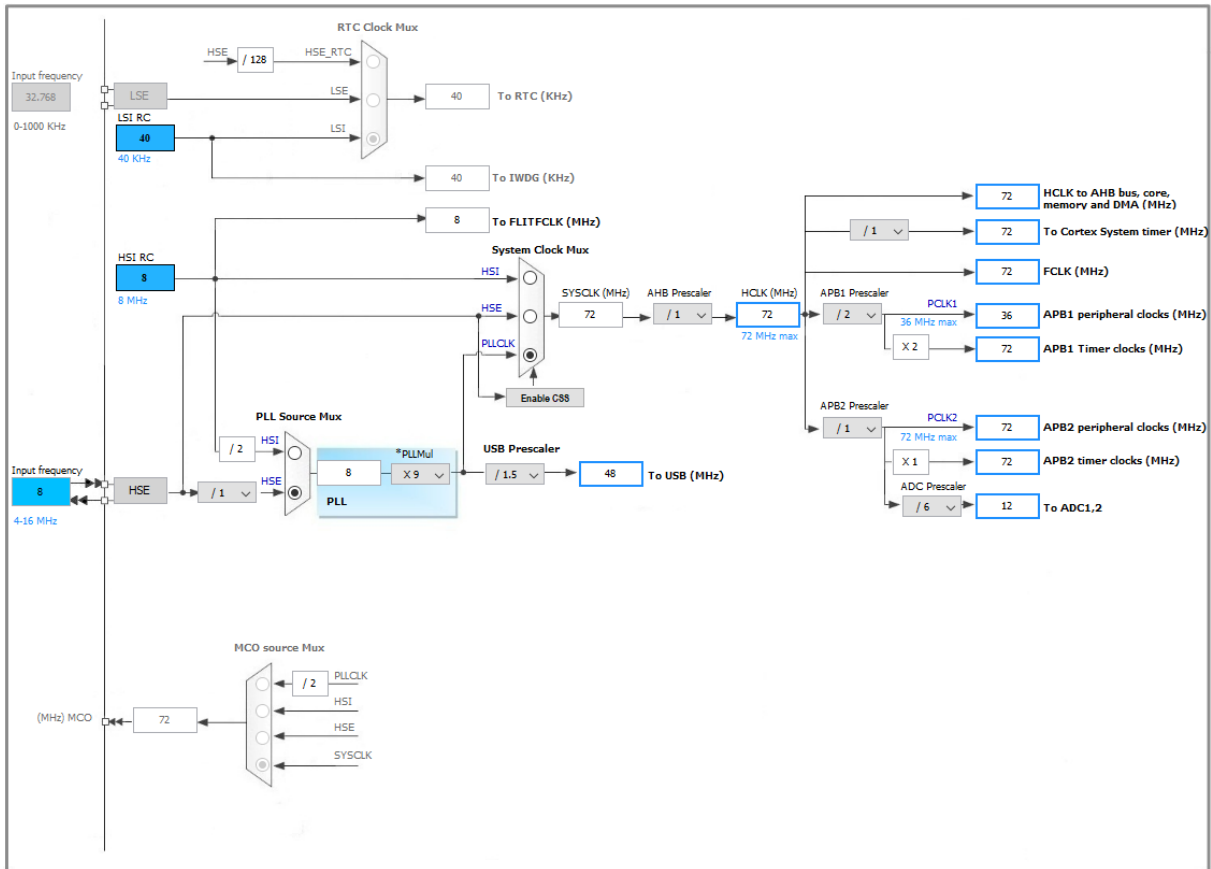 RTC Clock Mux
HSE
/ 128
HSE_RTC
Input frequency
32.768
0-1000 KHz
LSE
LSE
40
To RTC (KHz)
LSI RC
40
40 KHz
LSI
40
To IWDG (KHz)
8
To FLITFCLK (MHz)
System Clock Mux
HSI RC
8
8 MHz
HSI
HSE
PLLCLK
SYSCLK (MHz)
72
AHB Prescaler
/ 1
HCLK (MHz)
72
72 MHz max
Enable CSS
72
HCLK to AHB bus, core,
memory and DMA (MHz)
/ 1
72
To Cortex System timer (MHz)
72
FCLK (MHz)
APB1 Prescaler
/ 2
PCLK1
36 MHz max
36
APB1 peripheral clocks (MHz)
X 2
72
APB1 Timer clocks (MHz)
APB2 Prescaler
/ 1
PCLK2
72 MHz max
72
APB2 peripheral clocks (MHz)
X 1
72
APB2 timer clocks (MHz)
ADC Prescaler
/ 6
12
To ADC1,2
PLL Source Mux
/ 2
HSI
Input frequency
8
4-16 MHz
HSE
/ 1
HSE
8
*PLLMul
X 9
PLL
USB Prescaler
/ 1.5
48
To USB (MHz)
MCO source Mux
/ 2
PLLCLK
HSI
HSE
SYSCLK
(MHz) MCO
72